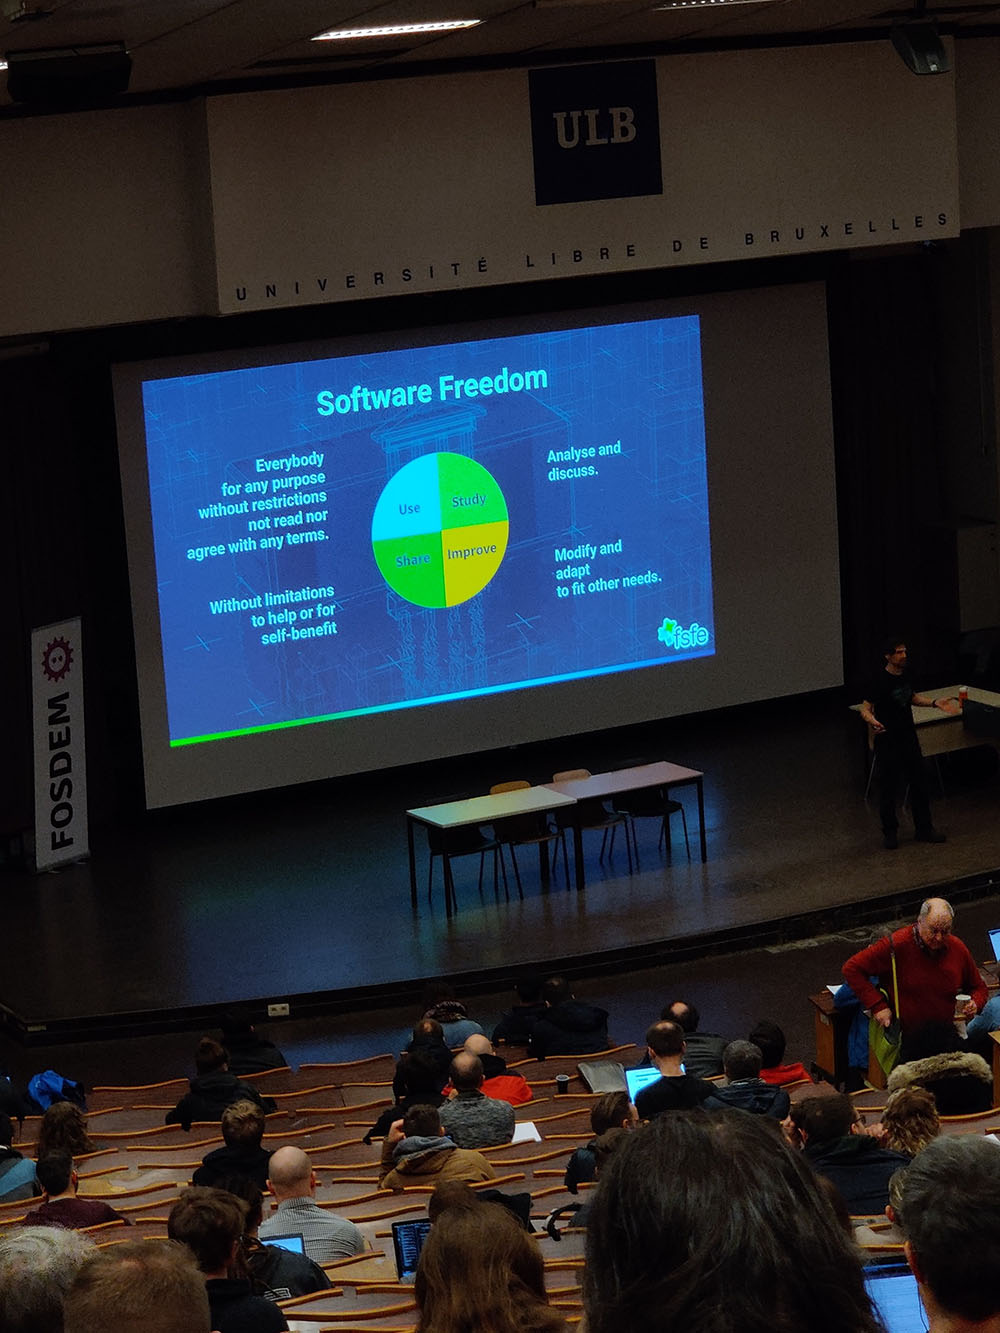 ULB
UNIVERSITÉ LIBRE DE BRUXELLES
Software Freedom
Everybody
for any purpose
without restrictions
not read nor
agree with any terms.
Without limitations
to help or for
self-benefit
Use
Study
Share
Improve
Analyse and
discuss.
Modify and
adapt
to fit other needs.
fsfe
FOSDEM